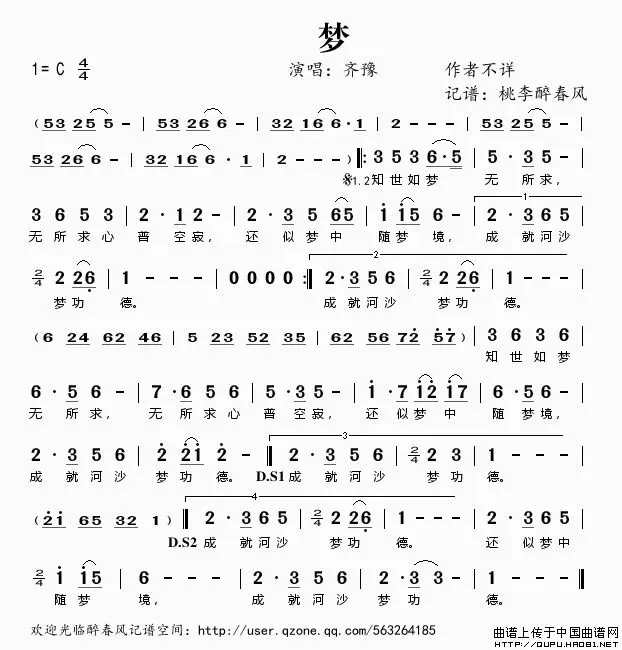 梦
1=C 4/4 演唱：齐豫 作者不详
记谱：桃李醉春风
( 53 25 5 - | 53 26 6 - | 32 16 6·1 | 2 - - - | 53 25 5 - |
53 26 6 - | 32 16 6 · 1 | 2 - - - ) |: 3 5 3 6·5 | 5 · 3 5 - |
1.2知世如梦 无 所求，
3 6 5 3 | 2 · 1 2 - | 2 · 3 5 65 | 1 15 6 - | 2 · 3 6 5 |
无所求心 普 空寂， 还 似梦中 随梦境， 成 就河沙
2/4 2 26 | 1 - - - | 0 0 0 0 :| 2 · 3 5 6 | 2/4 2 26 | 1 - - - |
梦功 德。 成 就河沙 梦功 德。
( 6 24 62 46 | 5 23 52 35 | 62 56 72 57 ) | 3 6 3 6 |
知世如梦
6 · 5 6 - | 7 · 6 5 6 | 5 · 3 5 - | 1 · 7 12 17 | 6 · 5 6 - |
无 所求， 无 所求心 普 空寂， 还 似梦中 随 梦境，
2 · 3 5 6 | 2 21 2 - |] 2 · 3 5 6 | 2/4 2 3 | 2 - - - |
成 就河沙 梦功 德。 D.S1成 就河沙 梦功 德。
( 21 65 32 1 ) |] 2 · 3 6 5 | 2/4 2 26 | 1 - - - | 2 · 3 6 5 |
D.S2成 就河沙 梦功 德。 还 似梦中
2/4 1 15 | 6 - - - | 2 · 3 5 6 | 3 · 2 6 | 1 - - - ||
随梦 境， 成 就河沙 梦 功 德。
欢迎光临醉春风记谱空间：http://user.qzone.qq.com/563264185
曲谱上传于中国曲谱网
http://QUPU.HAO81.NET